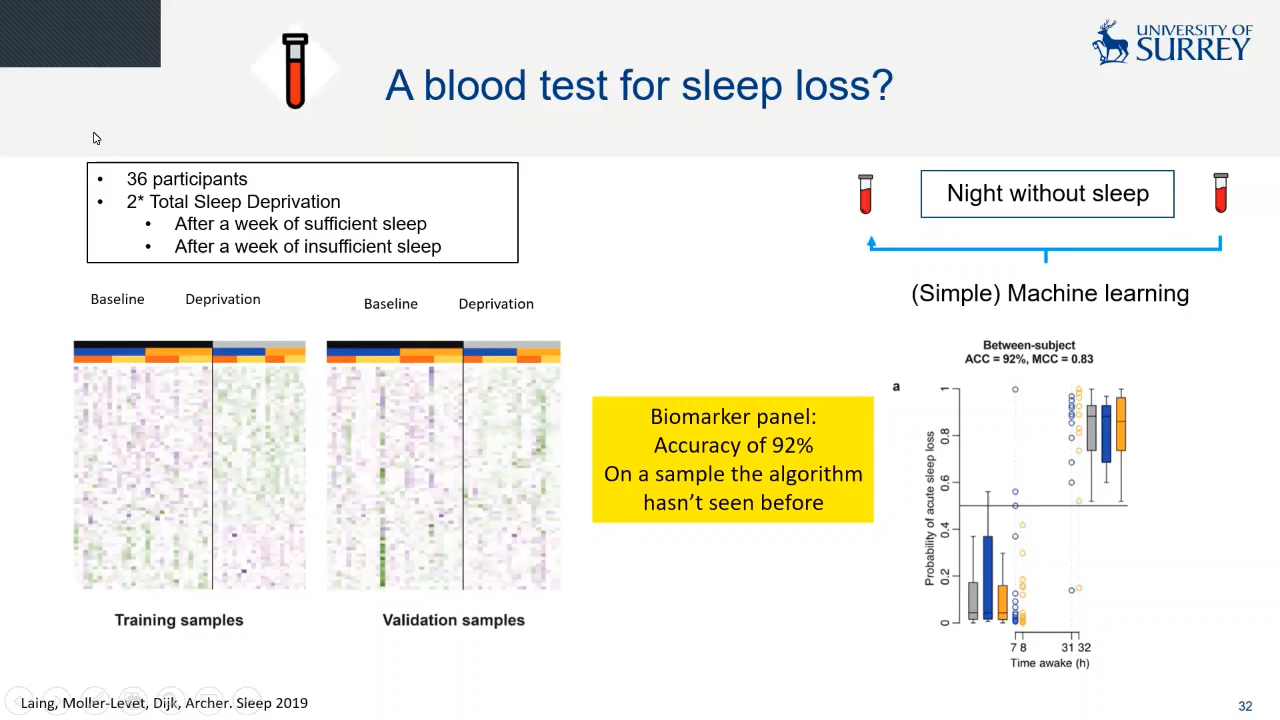 UNIVERSITY OF
SURREY
A blood test for sleep loss?
• 36 participants
• 2* Total Sleep Deprivation
• After a week of sufficient sleep
• After a week of insufficient sleep
Night without sleep
(Simple) Machine learning
Baseline Deprivation
Baseline Deprivation
Training samples
Validation samples
Biomarker panel:
Accuracy of 92%
On a sample the algorithm
hasn't seen before
Between-subject
ACC = 92%, MCC = 0.83
a
Probability of acute sleep loss
1
0.8
0.6
0.4
0.2
0
7 8 31 32
Time awake (h)
Laing, Moller-Levet, Dijk, Archer. Sleep 2019
32